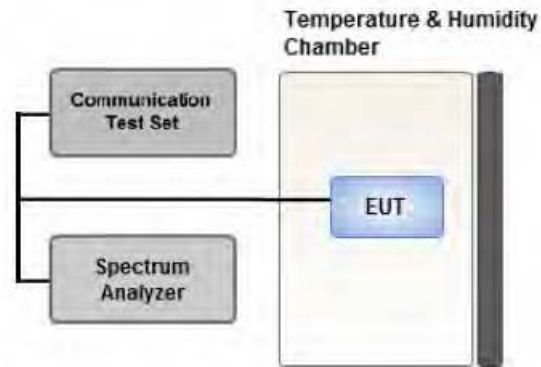 Temperature & Humidity
Chamber
Communication
Test Set
EUT
Spectrum
Analyzer